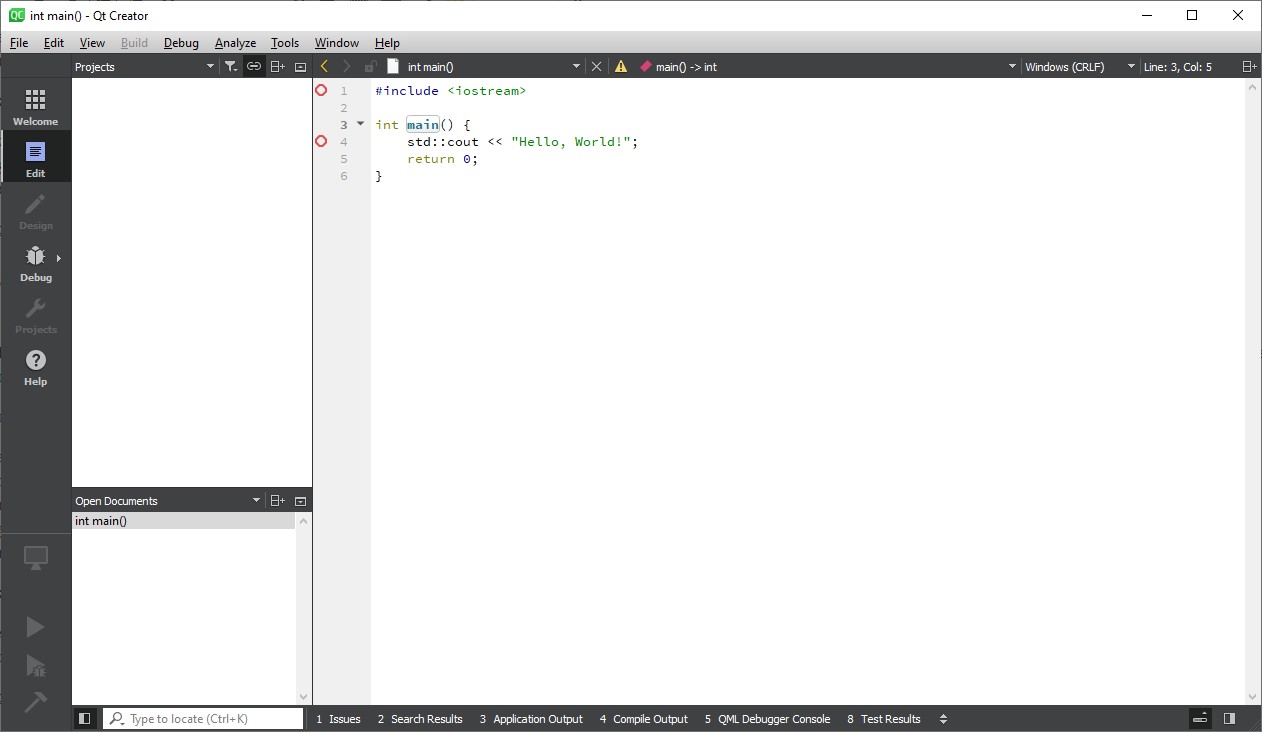 QC int main() - Qt Creator
File Edit View Build Debug Analyze Tools Window Help
Projects int main() main() -> int Windows (CRLF) Line: 3, Col: 5
Welcome
Edit
Design
Debug
Projects
Help
1 #include <iostream>
2
3 int main() {
4 std::cout << "Hello, World!";
5 return 0;
6 }
Open Documents
int main()
Type to locate (Ctrl+K) 1 Issues 2 Search Results 3 Application Output 4 Compile Output 5 QML Debugger Console 8 Test Results